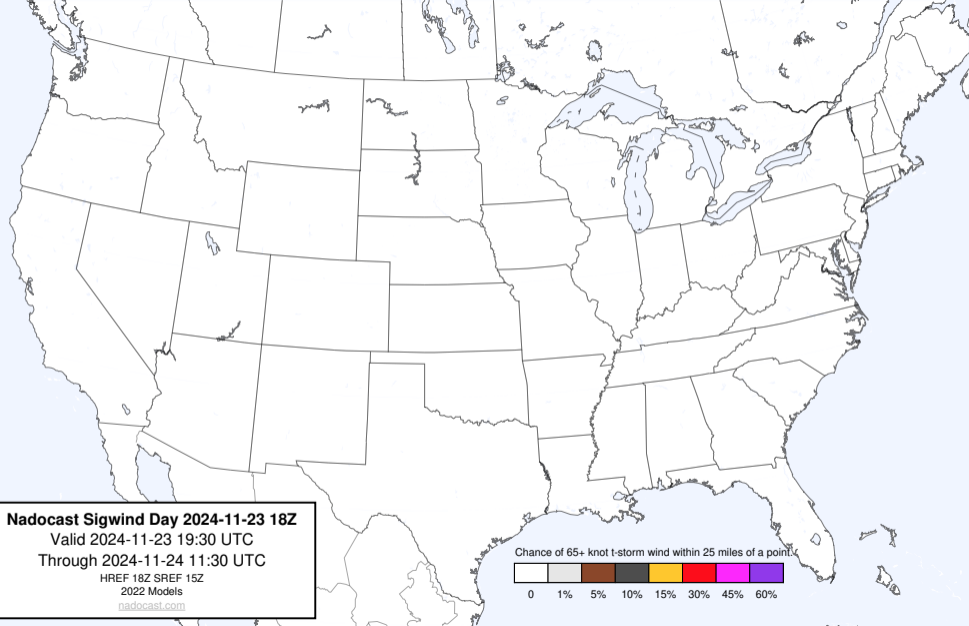 Nadocast Sigwind Day 2024-11-23 18Z
Valid 2024-11-23 19:30 UTC
Through 2024-11-24 11:30 UTC
HREF 18Z SREF 15Z
2022 Models
nadocast.com
Chance of 65+ knot t-storm wind within 25 miles of a point.
0 1% 5% 10% 15% 30% 45% 60%